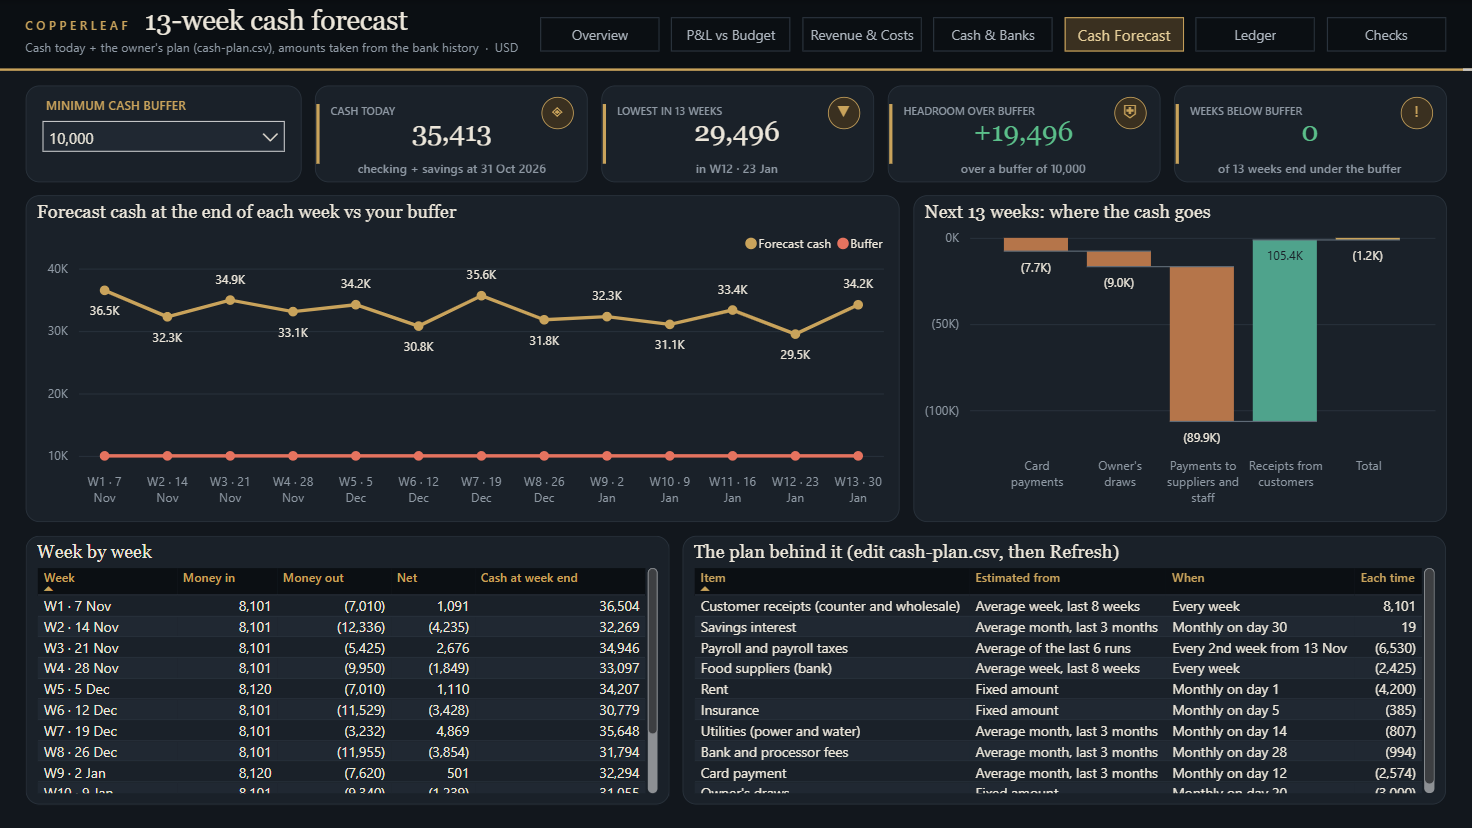 COPPERLEAF 13-week cash forecast
Cash today + the owner's plan (cash-plan.csv), amounts taken from the bank history · USD
Overview
P&L vs Budget
Revenue & Costs
Cash & Banks
Cash Forecast
Ledger
Checks
MINIMUM CASH BUFFER
10,000
CASH TODAY
35,413
checking + savings at 31 Oct 2026
LOWEST IN 13 WEEKS
29,496
in W12 · 23 Jan
HEADROOM OVER BUFFER
+19,496
over a buffer of 10,000
WEEKS BELOW BUFFER
0
of 13 weeks end under the buffer
Forecast cash at the end of each week vs your buffer
Forecast cash Buffer
40K
30K
20K
10K
36.5K
32.3K
34.9K
33.1K
34.2K
30.8K
35.6K
31.8K
32.3K
31.1K
33.4K
29.5K
34.2K
W1 · 7 Nov
W2 · 14 Nov
W3 · 21 Nov
W4 · 28 Nov
W5 · 5 Dec
W6 · 12 Dec
W7 · 19 Dec
W8 · 26 Dec
W9 · 2 Jan
W10 · 9 Jan
W11 · 16 Jan
W12 · 23 Jan
W13 · 30 Jan
Next 13 weeks: where the cash goes
0K
(50K)
(100K)
(7.7K)
(9.0K)
(89.9K)
105.4K
(1.2K)
Card payments
Owner's draws
Payments to suppliers and staff
Receipts from customers
Total
Week by week
Week Money in Money out Net Cash at week end
W1 · 7 Nov 8,101 (7,010) 1,091 36,504
W2 · 14 Nov 8,101 (12,336) (4,235) 32,269
W3 · 21 Nov 8,101 (5,425) 2,676 34,946
W4 · 28 Nov 8,101 (9,950) (1,849) 33,097
W5 · 5 Dec 8,120 (7,010) 1,110 34,207
W6 · 12 Dec 8,101 (11,529) (3,428) 30,779
W7 · 19 Dec 8,101 (3,232) 4,869 35,648
W8 · 26 Dec 8,101 (11,955) (3,854) 31,794
W9 · 2 Jan 8,120 (7,620) 501 32,294
W10 · 9 Jan 8,101 (9,340) (1,239) 31,055
The plan behind it (edit cash-plan.csv, then Refresh)
Item Estimated from When Each time
Customer receipts (counter and wholesale) Average week, last 8 weeks Every week 8,101
Savings interest Average month, last 3 months Monthly on day 30 19
Payroll and payroll taxes Average of the last 6 runs Every 2nd week from 13 Nov (6,530)
Food suppliers (bank) Average week, last 8 weeks Every week (2,425)
Rent Fixed amount Monthly on day 1 (4,200)
Insurance Fixed amount Monthly on day 5 (385)
Utilities (power and water) Average month, last 3 months Monthly on day 14 (807)
Bank and processor fees Average month, last 3 months Monthly on day 28 (994)
Card payment Average month, last 3 months Monthly on day 12 (2,574)
Owner's draws Fixed amount Monthly on day 20 (3,000)